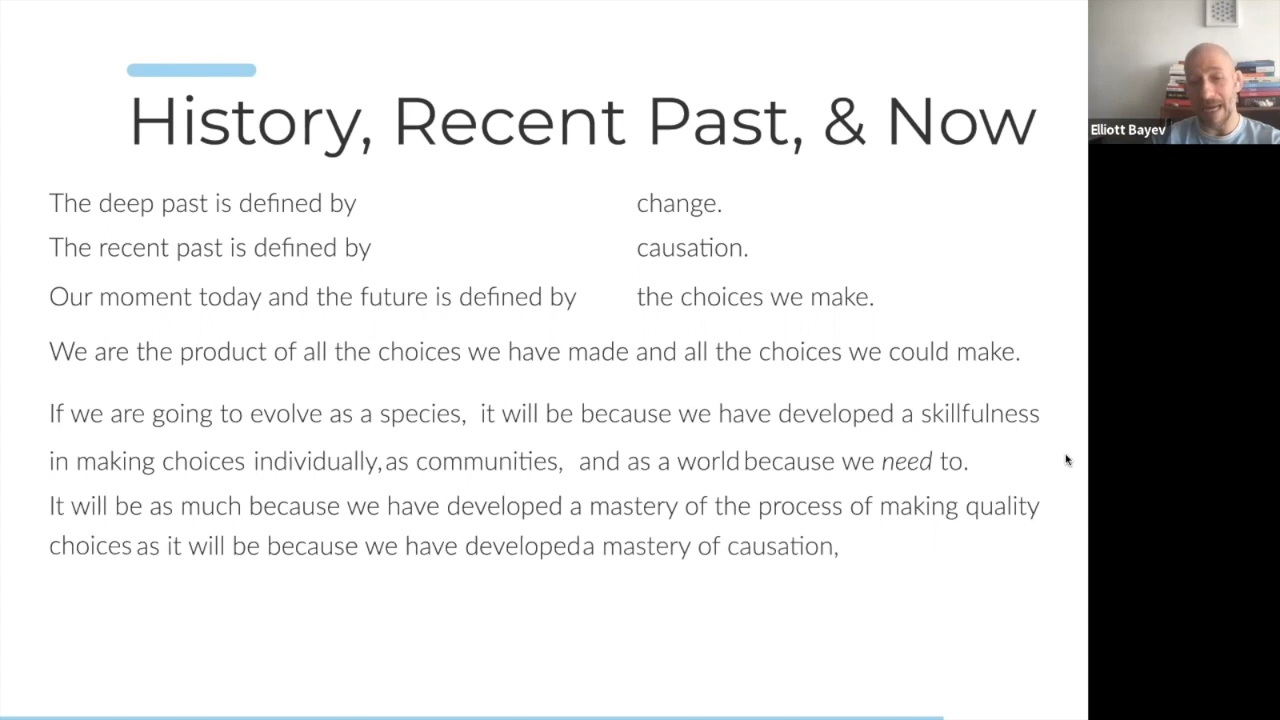 History, Recent Past, & Now
Elliott Bayev
The deep past is defined by change.
The recent past is defined by causation.
Our moment today and the future is defined by the choices we make.
We are the product of all the choices we have made and all the choices we could make.
If we are going to evolve as a species, it will be because we have developed a skillfulness
in making choices individually, as communities, and as a world because we need to.
It will be as much because we have developed a mastery of the process of making quality
choices as it will be because we have developed a mastery of causation,